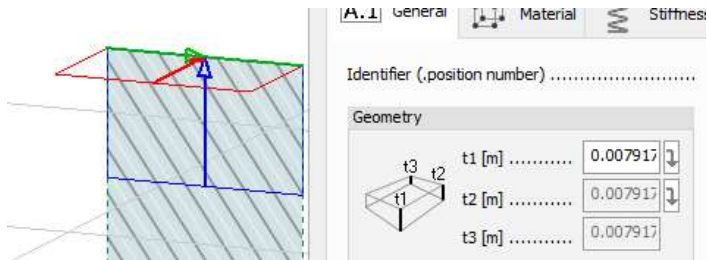 A.1 General Material Stiffness
Identifier (.position number) ........................
Geometry
t1 [m] ........... 0.007917
t2 [m] ........... 0.007917
t3 [m] ........... 0.007917
t3
t2
t1